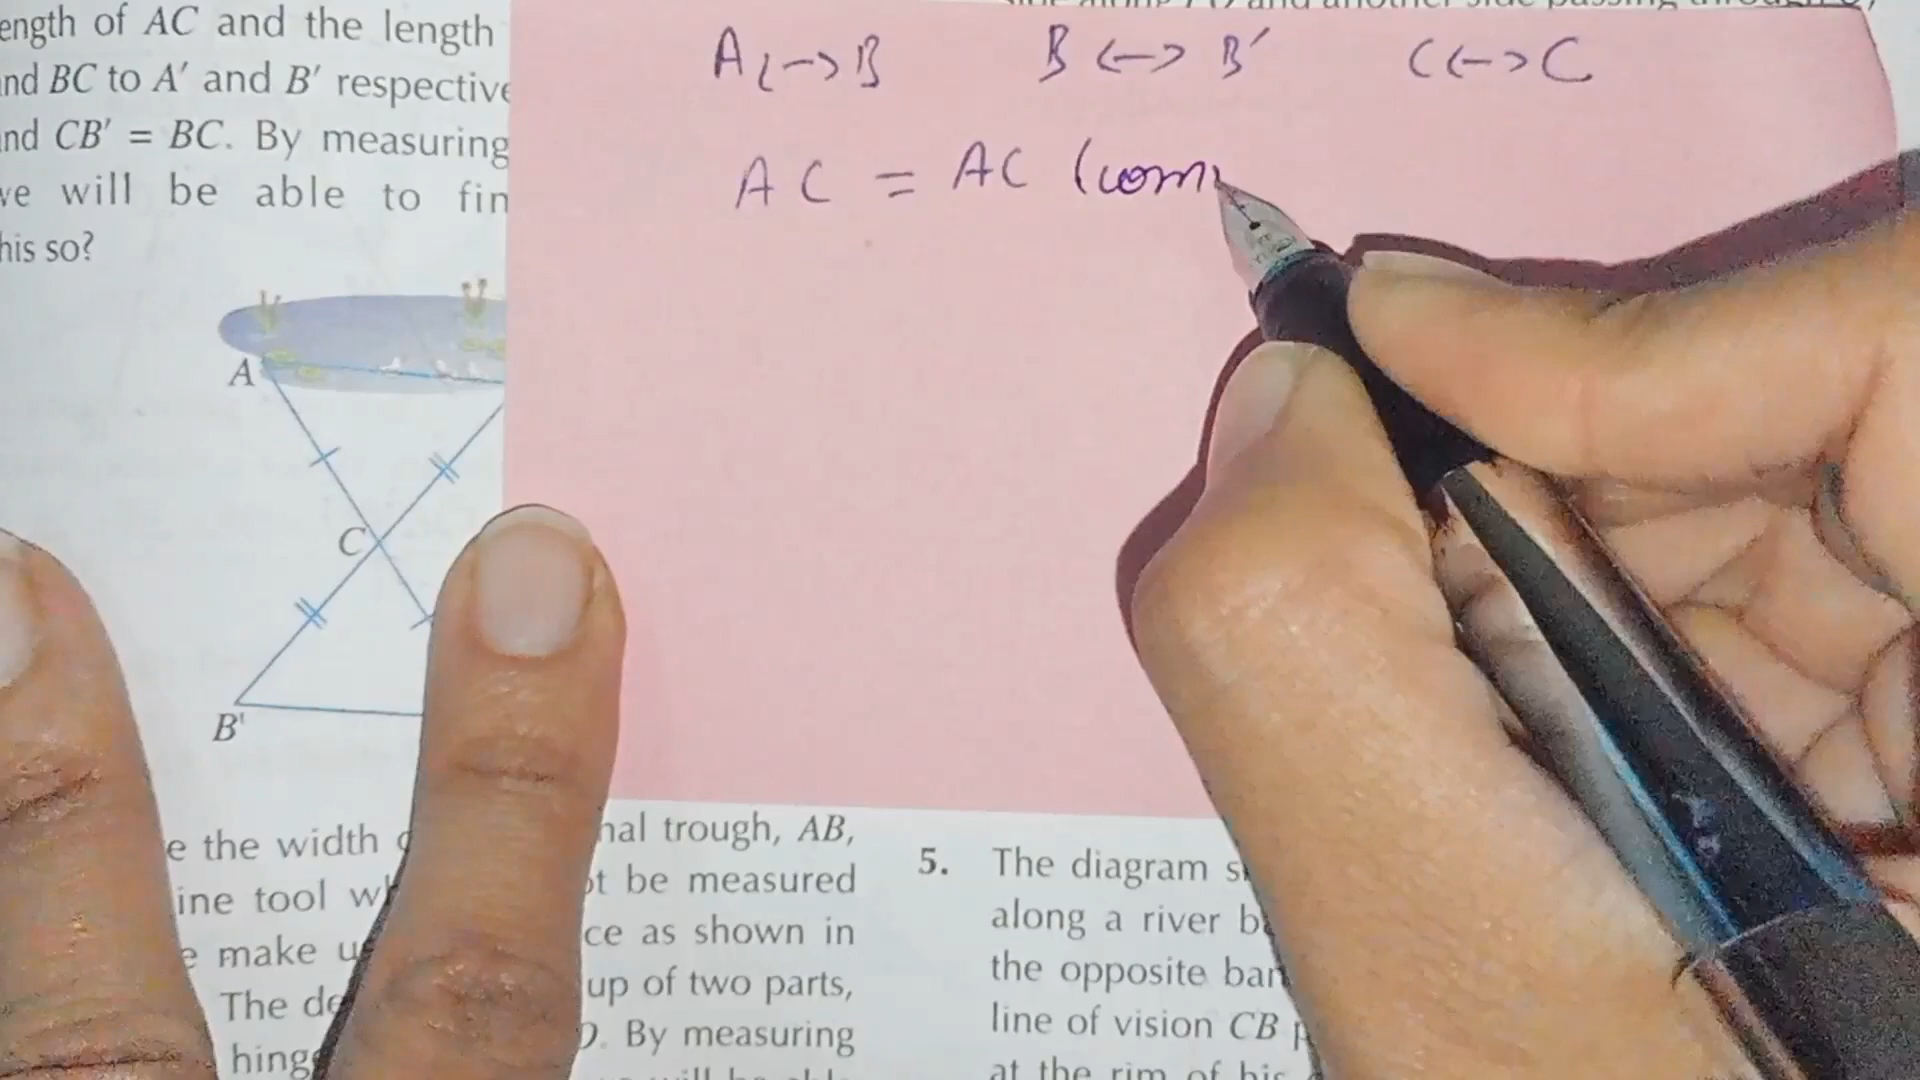 ength of AC and the length
nd BC to A' and B' respective
nd CB' = BC. By measuring
ve will be able to fin
his so?
A
C
B'
A <-> B B <-> B' C <-> C
AC = AC (com
e the width
nal trough, AB,
ine tool
t be measured
make
ce as shown in
The de
up of two parts,
hing
By measuring
5. The diagram
along a river b
the opposite ban
line of vision CB
at the rim of his